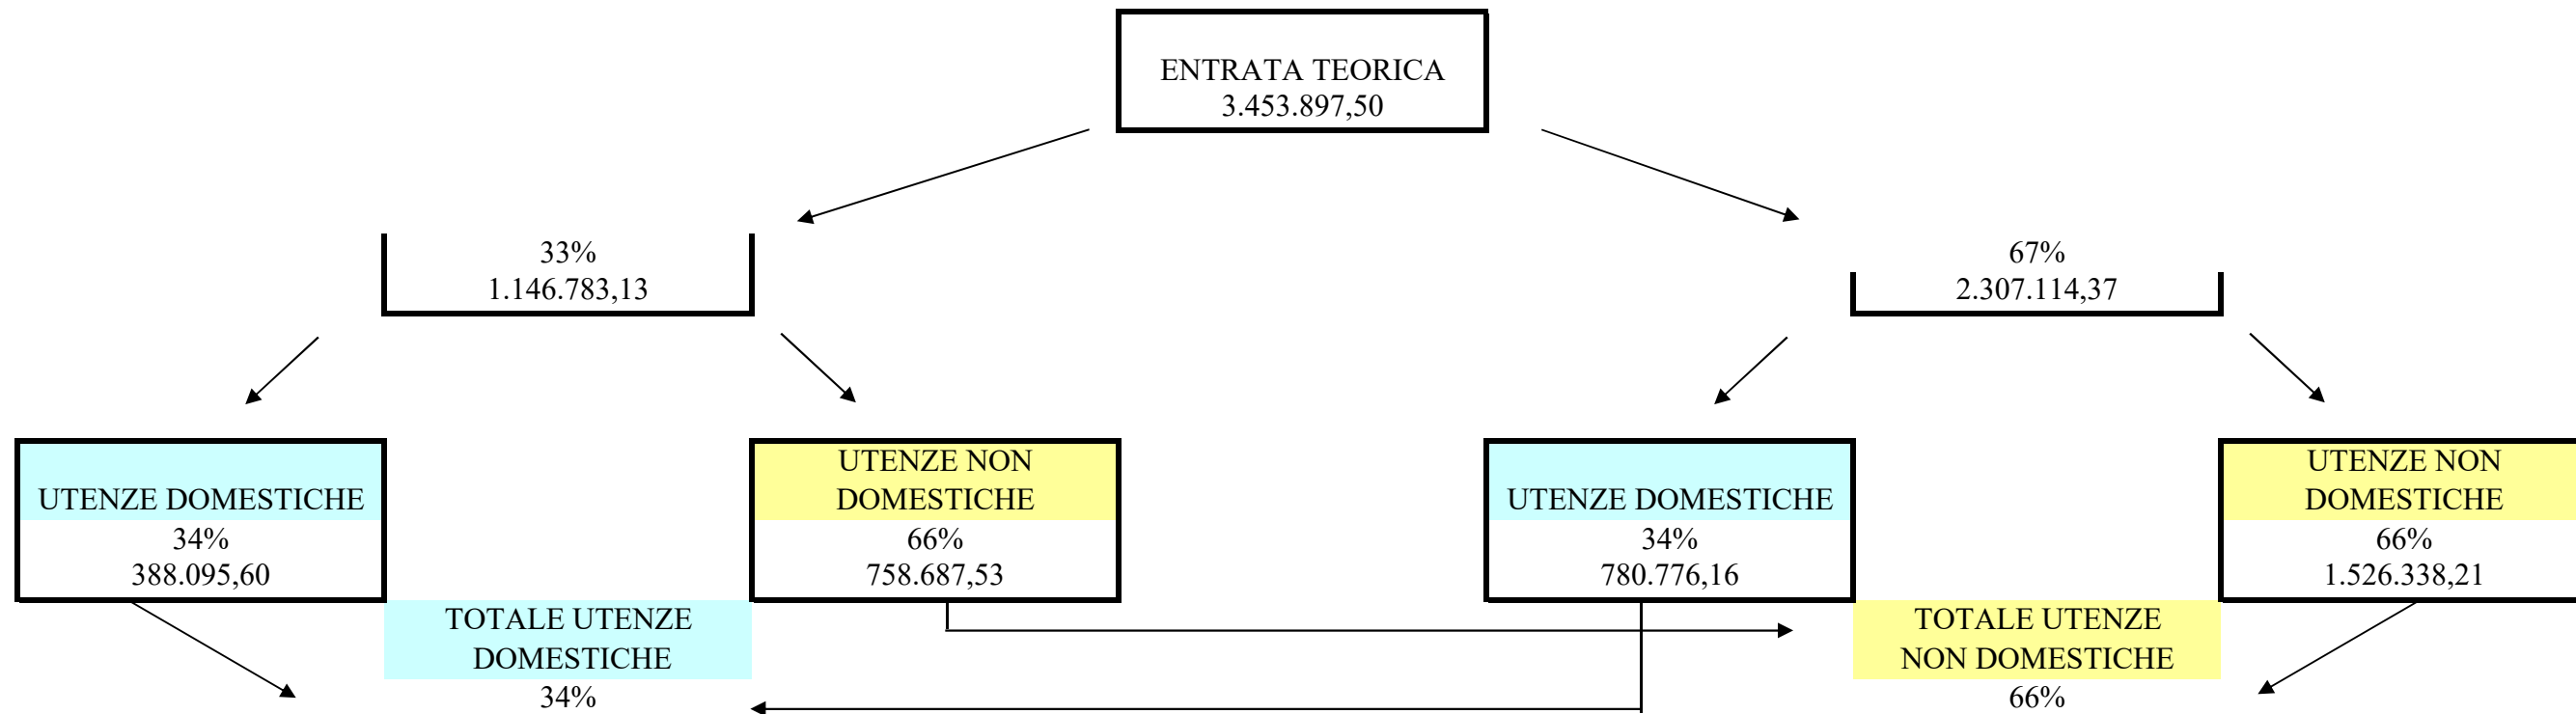 ENTRATA TEORICA
3.453.897,50
33%
1.146.783,13
67%
2.307.114,37
UTENZE DOMESTICHE
34%
388.095,60
UTENZE NON
DOMESTICHE
66%
758.687,53
UTENZE DOMESTICHE
34%
780.776,16
UTENZE NON
DOMESTICHE
66%
1.526.338,21
TOTALE UTENZE
DOMESTICHE
34%
TOTALE UTENZE
NON DOMESTICHE
66%